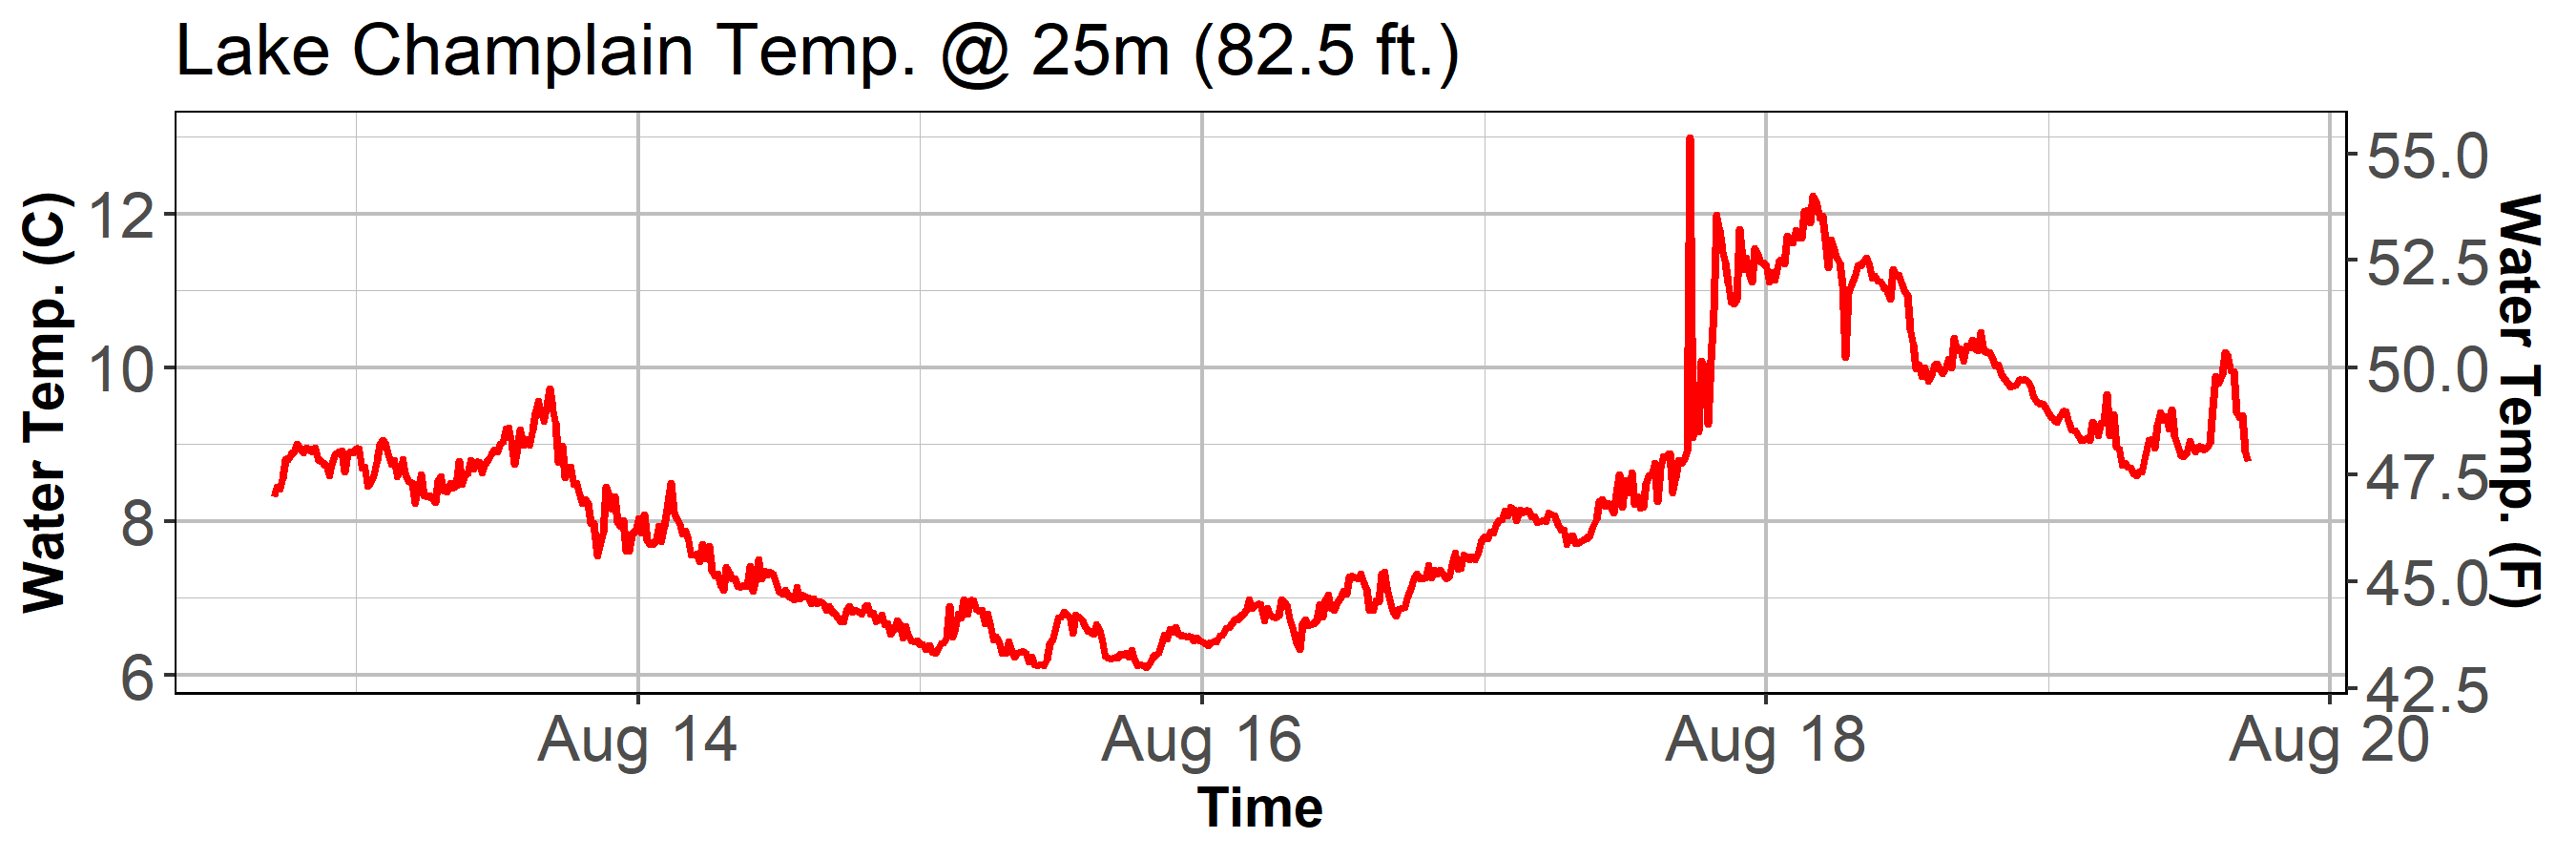 Lake Champlain Temp. @ 25m (82.5 ft.)
Water Temp. (C)
12
10
8
6
55.0
52.5
50.0
47.5
45.0
42.5
Water Temp. (F)
Aug 14 Aug 16 Aug 18 Aug 20
Time